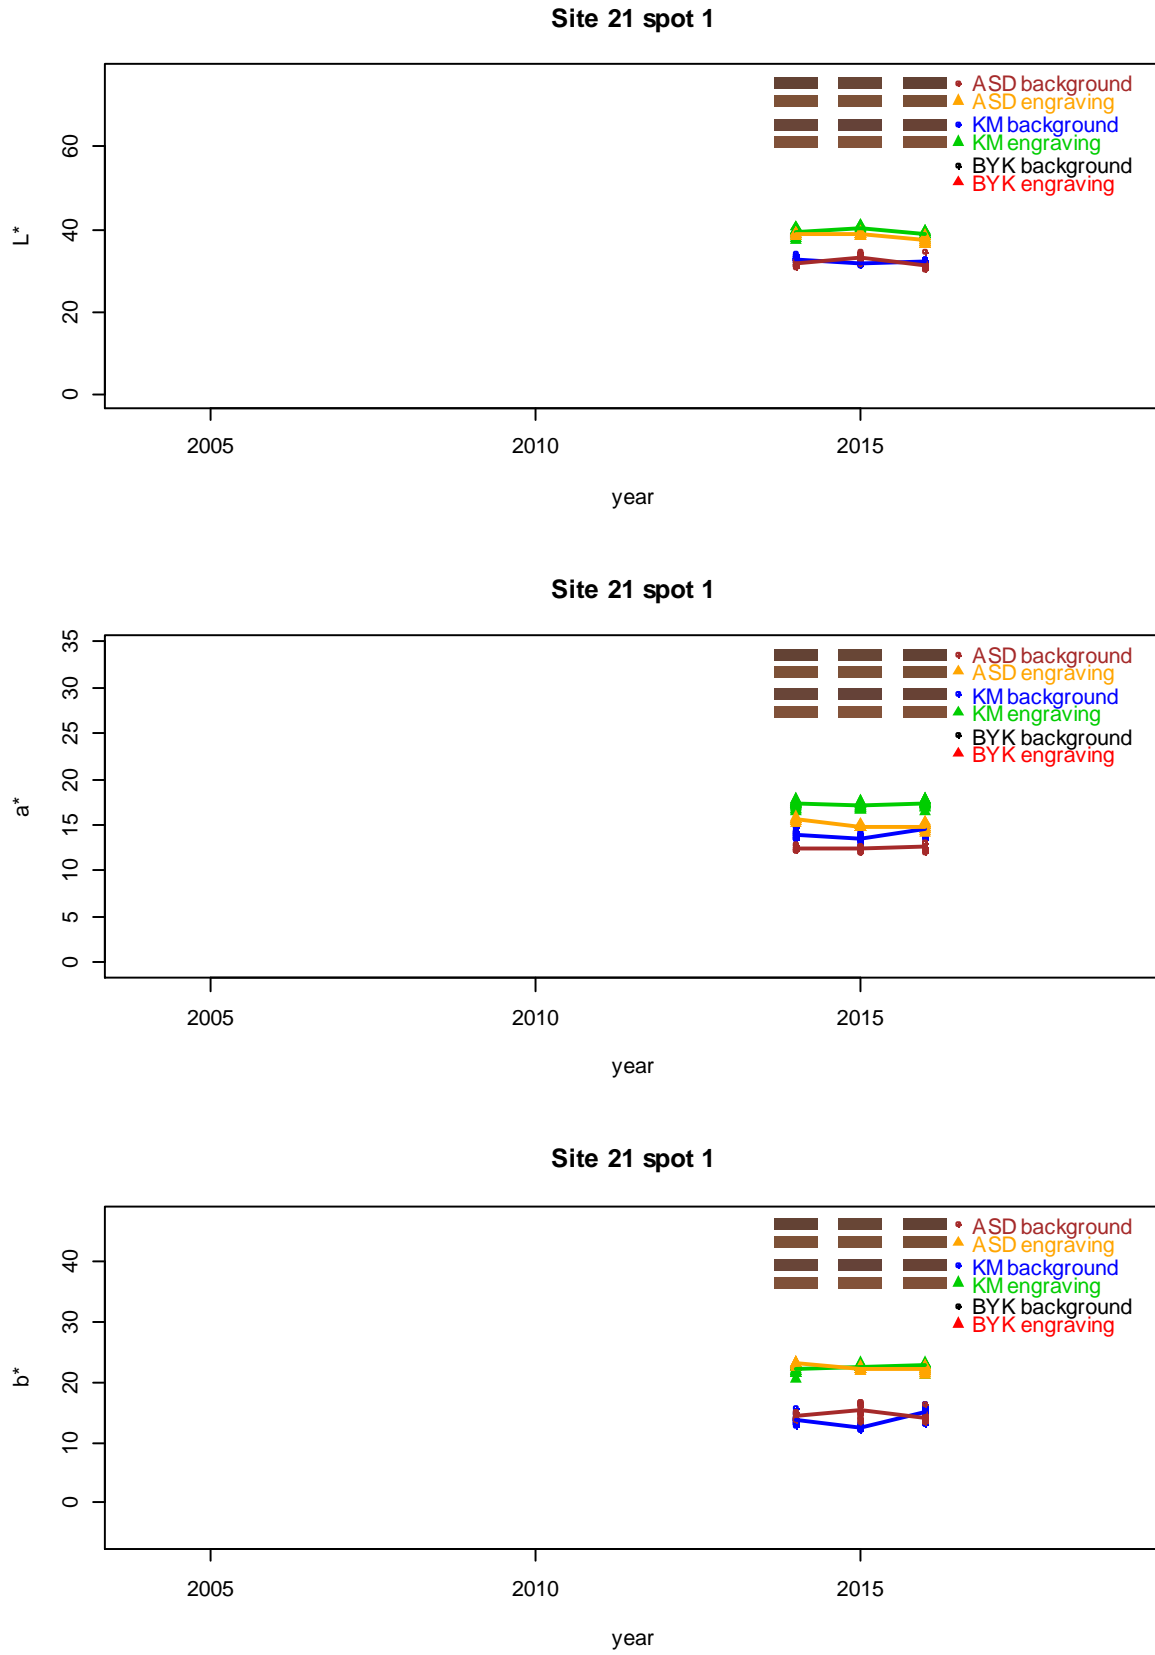 Site 21 spot 1
ASD background
ASD engraving
KM background
KM engraving
BYK background
BYK engraving
L*
60
40
20
0
2005 2010 2015
year
Site 21 spot 1
ASD background
ASD engraving
KM background
KM engraving
BYK background
BYK engraving
a*
35
30
25
20
15
10
5
0
2005 2010 2015
year
Site 21 spot 1
ASD background
ASD engraving
KM background
KM engraving
BYK background
BYK engraving
b*
40
30
20
10
0
2005 2010 2015
year